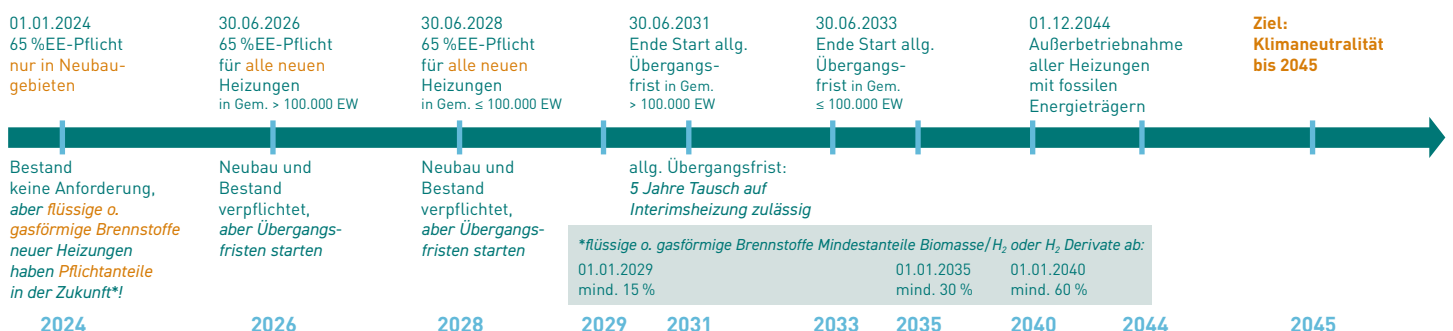 01.01.2024
65 %EE-Pflicht
nur in Neubau-
gebieten
30.06.2026
65 %EE-Pflicht
für alle neuen
Heizungen
in Gem. > 100.000 EW
30.06.2028
65 %EE-Pflicht
für alle neuen
Heizungen
in Gem. ≤ 100.000 EW
30.06.2031
Ende Start allg.
Übergangs-
frist in Gem.
> 100.000 EW
30.06.2033
Ende Start allg.
Übergangs-
frist in Gem.
≤ 100.000 EW
01.12.2044
Außerbetriebnahme
aller Heizungen
mit fossilen
Energieträgern
Ziel:
Klimaneutralität
bis 2045
Bestand
keine Anforderung,
aber flüssige o.
gasförmige Brennstoffe
neuer Heizungen
haben Pflichtanteile
in der Zukunft*!
Neubau und
Bestand
verpflichtet,
aber Übergangs-
fristen starten
Neubau und
Bestand
verpflichtet,
aber Übergangs-
fristen starten
allg. Übergangsfrist:
5 Jahre Tausch auf
Interimsheizung zulässig
*flüssige o. gasförmige Brennstoffe Mindestanteile Biomasse/H₂ oder H₂ Derivate ab:
01.01.2029
mind. 15 %
01.01.2035
mind. 30 %
01.01.2040
mind. 60 %
2024 2026 2028 2029 2031 2033 2035 2040 2044 2045